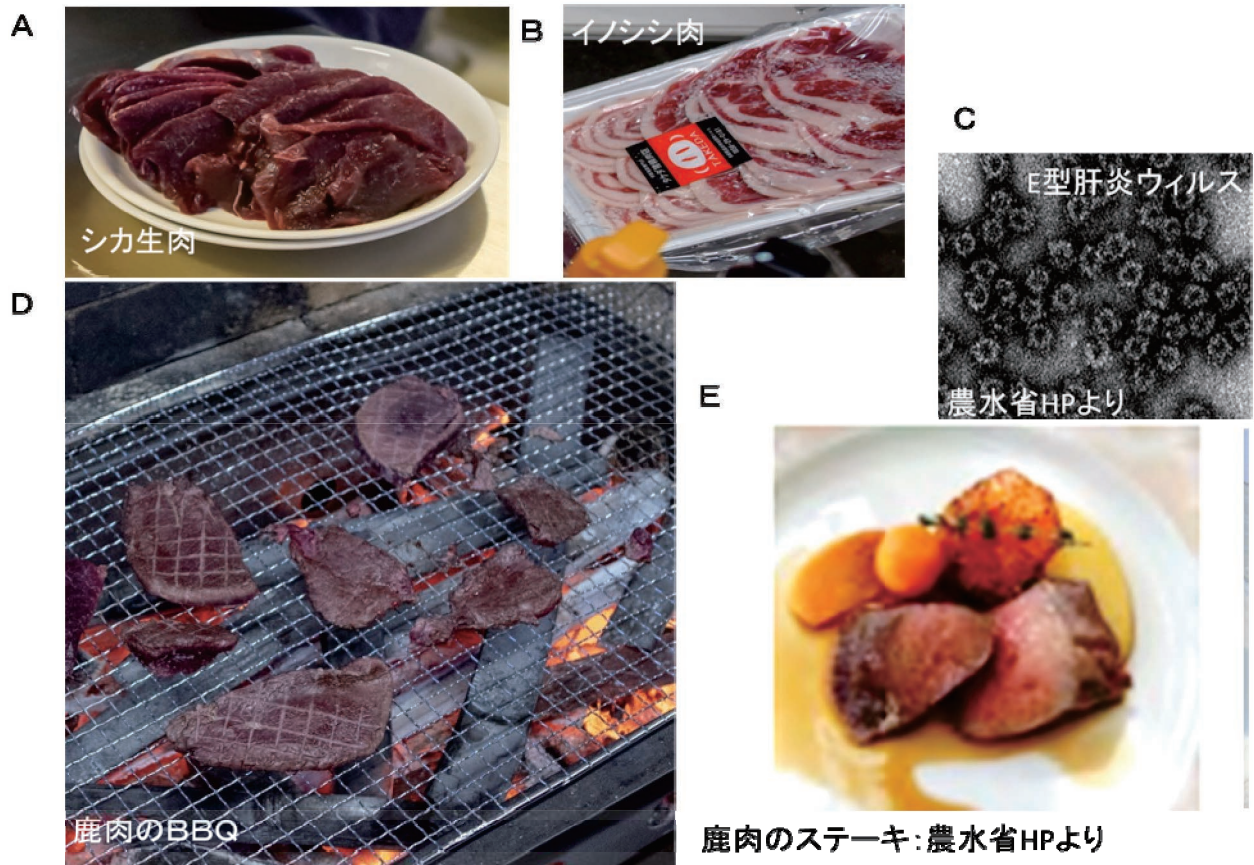 A
シカ生肉
B
イノシシ肉
TAKEDA
C
E型肝炎ウィルス
農水省HPより
D
鹿肉のBBQ
E
鹿肉のステーキ：農水省HPより